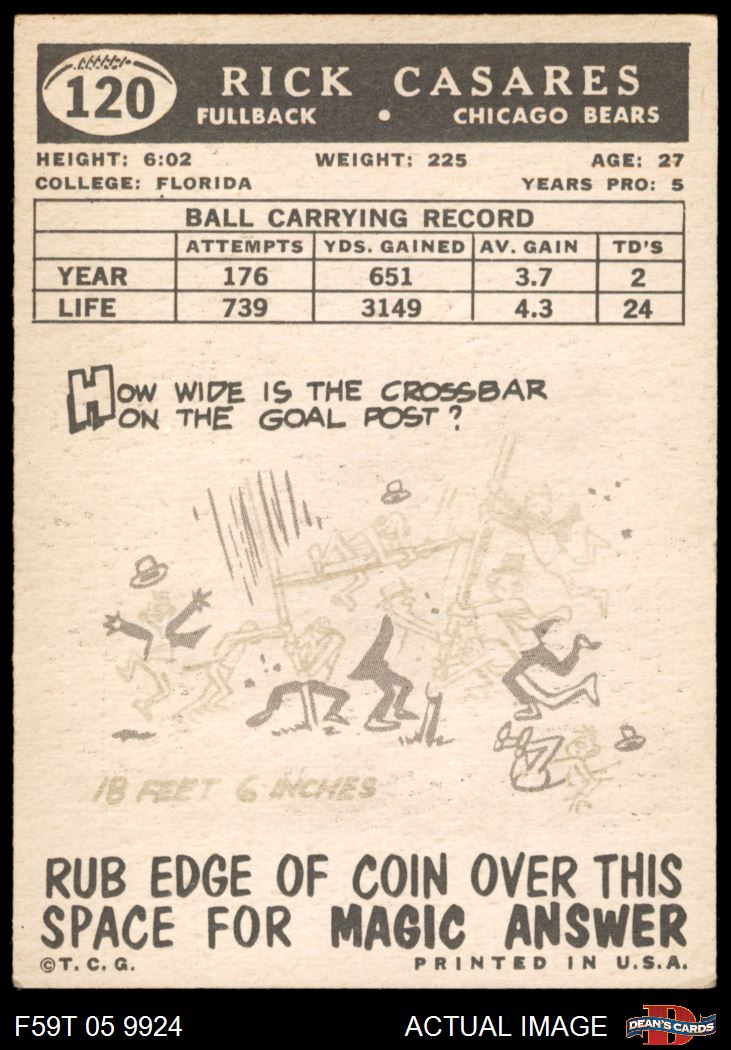 120
RICK CASARES
FULLBACK • CHICAGO BEARS
HEIGHT: 6:02 WEIGHT: 225 AGE: 27
COLLEGE: FLORIDA YEARS PRO: 5
BALL CARRYING RECORD
ATTEMPTS YDS. GAINED AV. GAIN TD'S
YEAR 176 651 3.7 2
LIFE 739 3149 4.3 24
HOW WIDE IS THE CROSSBAR
ON THE GOAL POST?
18 FEET 6 INCHES
RUB EDGE OF COIN OVER THIS
SPACE FOR MAGIC ANSWER
©T. C. G. PRINTED IN U.S.A.
F59T 05 9924 ACTUAL IMAGE D DEAN'S CARDS